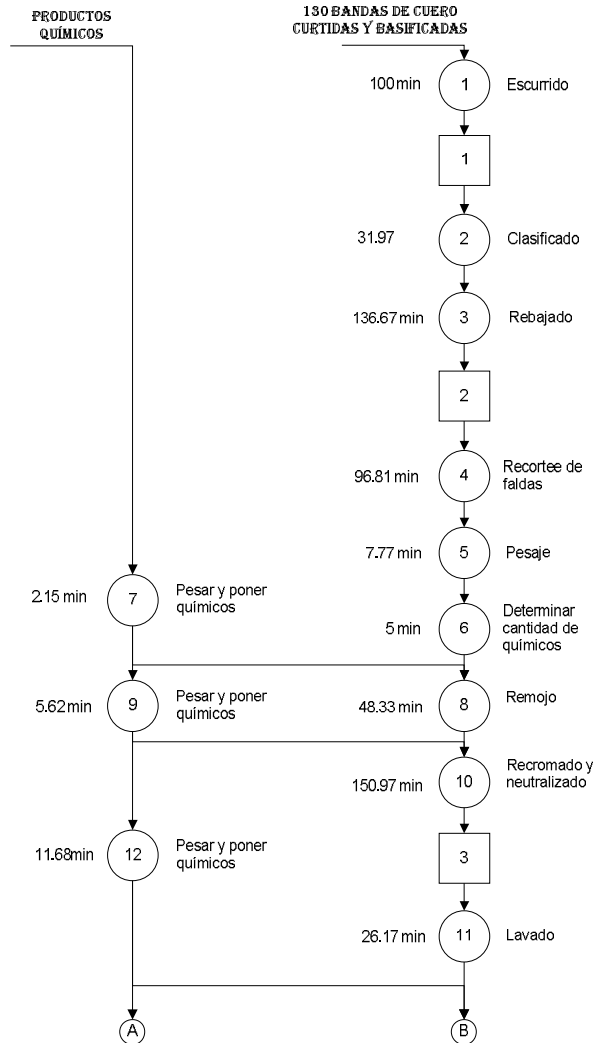 PRODUCTOS
QUÍMICOS
130 BANDAS DE CUERO
CURTIDAS Y BASIFICADAS
100 min
1
Escurrido
1
31.97
2
Clasificado
136.67 min
3
Rebajado
2
96.81 min
4
Recortee de
faldas
7.77 min
5
Pesaje
2.15 min
7
Pesar y poner
químicos
5 min
6
Determinar
cantidad de
químicos
5.62 min
9
Pesar y poner
químicos
48.33 min
8
Remojo
150.97 min
10
Recromado y
neutralizado
11.68min
12
Pesar y poner
químicos
3
26.17 min
11
Lavado
A
B